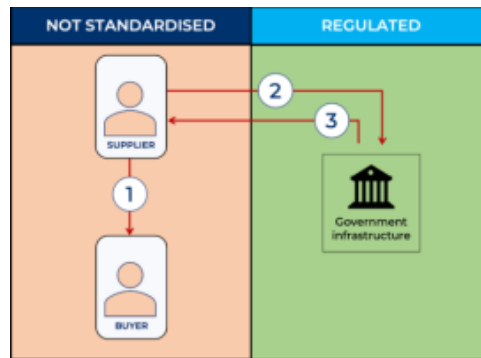 NOT STANDARDISED
REGULATED
2
3
SUPPLIER
1
Government
infrastructure
BUYER